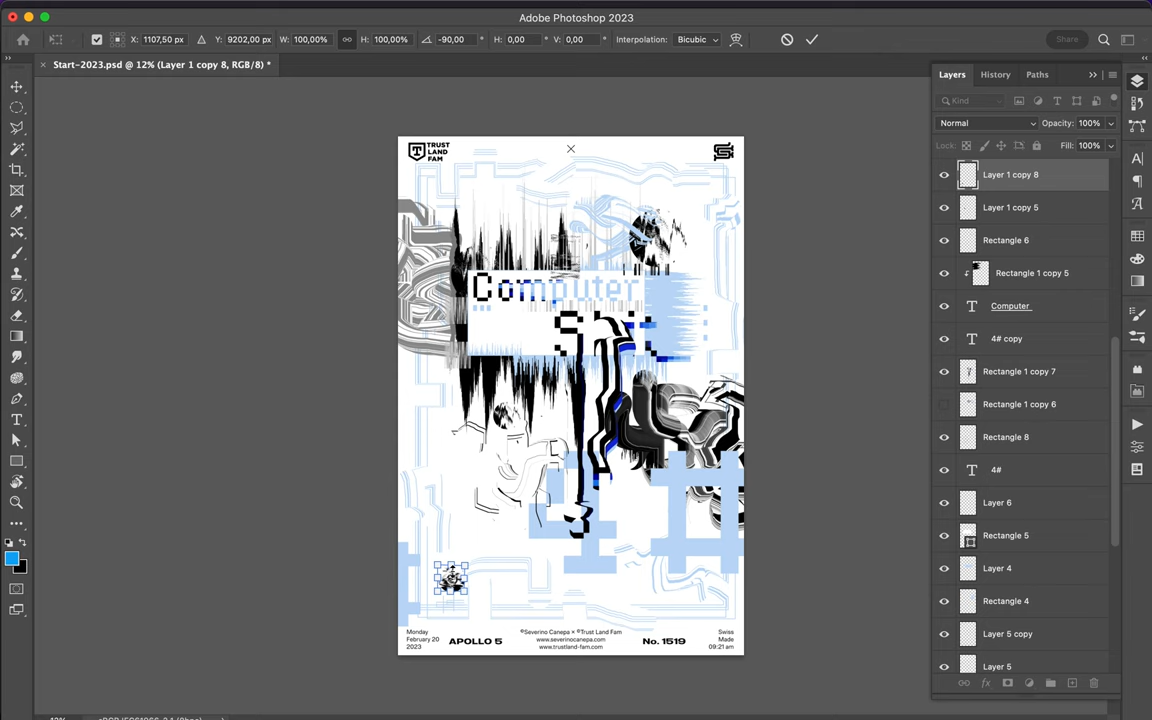 Adobe Photoshop 2023
X: 1107,50 px Y: 9202,00 px W: 100,00% H: 100,00% -90,00 ° H: 0,00 ° V: 0,00 ° Interpolation: Bicubic Share
Start-2023.psd @ 12% (Layer 1 copy 8, RGB/8) *
Layers History Paths
Kind
Normal Opacity: 100%
Lock: Fill: 100%
Layer 1 copy 8
Layer 1 copy 5
Rectangle 6
Rectangle 1 copy 5
Computer
4# copy
Rectangle 1 copy 7
Rectangle 1 copy 6
Rectangle 8
4#
Layer 6
Rectangle 5
Layer 4
Rectangle 4
Layer 5 copy
Layer 5
TRUST
LAND
FAM
Computer
4#
Monday
February 20
2023
APOLLO 5
©Severino Canepa × ©Trust Land Fam
www.severinocanepa.com
www.trustland-fam.com
No. 1519
Swiss
Made
09:21 am